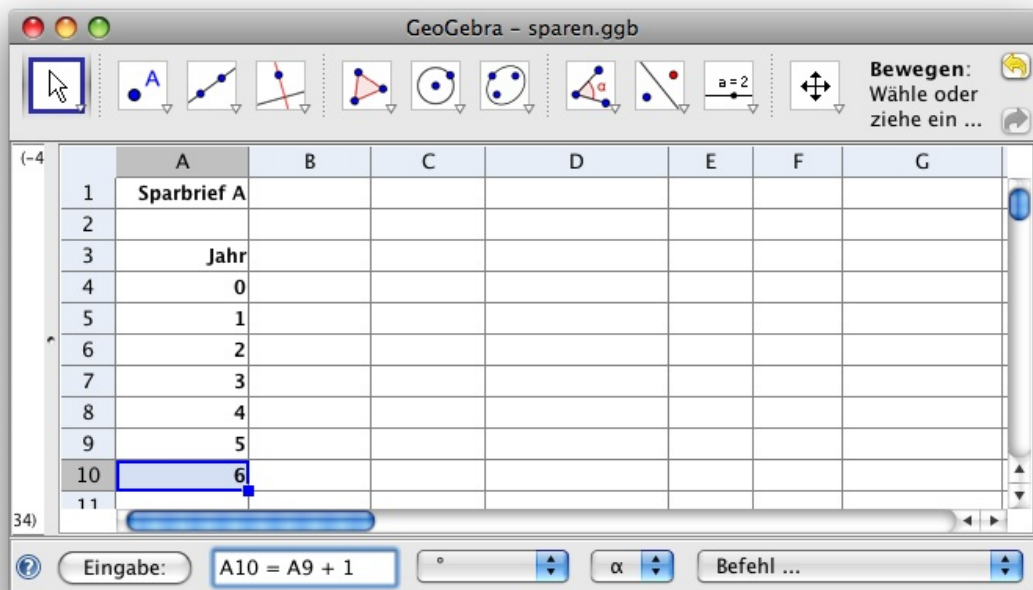 GeoGebra – sparen.ggb
A
α
a = 2
Bewegen:
Wähle oder
ziehe ein ...
(-4
A B C D E F G
1 Sparbrief A
2
3 Jahr
4 0
5 1
6 2
7 3
8 4
9 5
10 6
11
34)
? Eingabe: A10 = A9 + 1 ° α Befehl ...